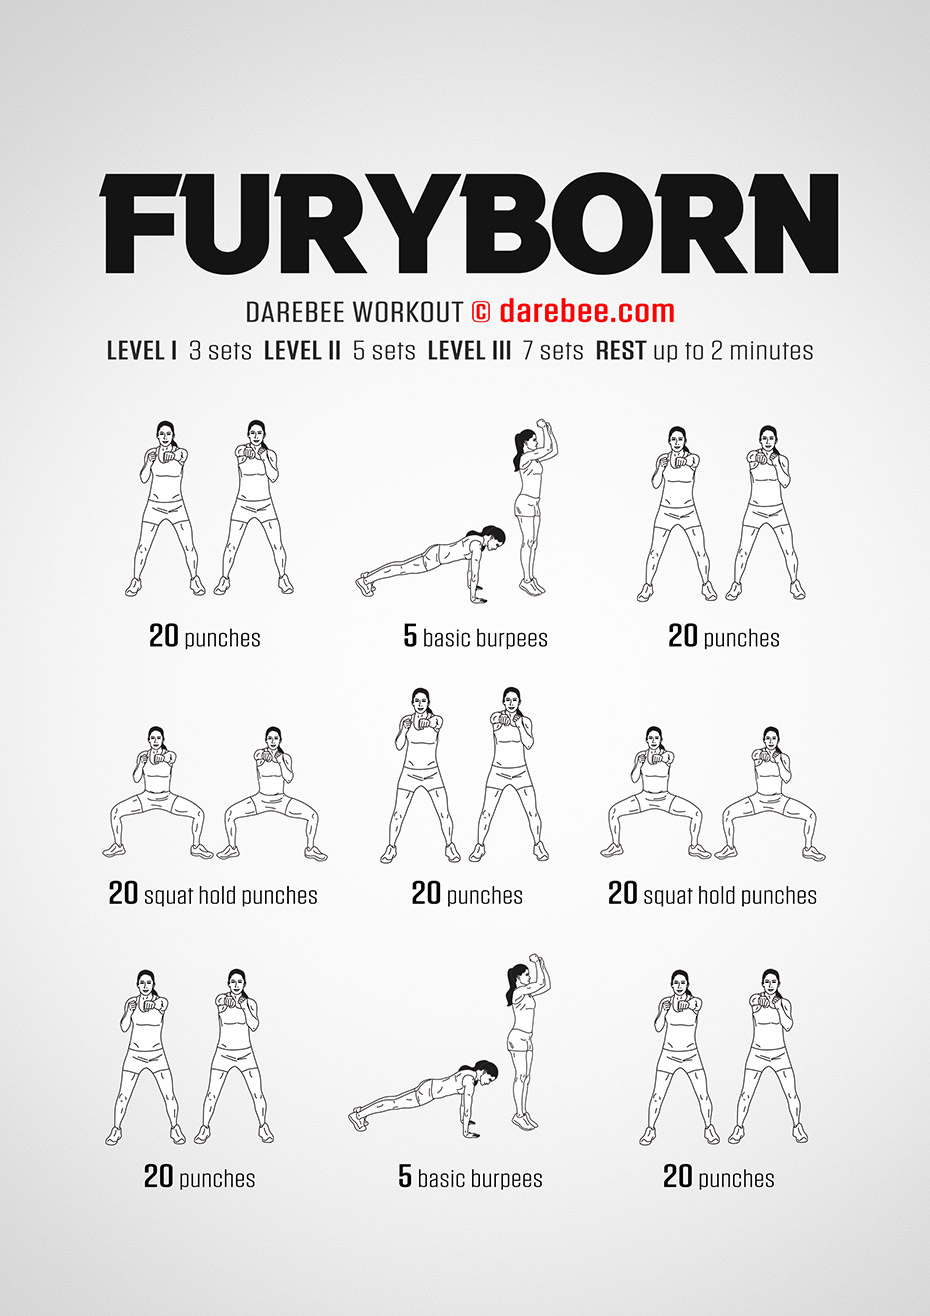 FURYBORN
DAREBEE WORKOUT © darebee.com
LEVEL I 3 sets LEVEL II 5 sets LEVEL III 7 sets REST up to 2 minutes
20 punches
5 basic burpees
20 punches
20 squat hold punches
20 punches
20 squat hold punches
20 punches
5 basic burpees
20 punches